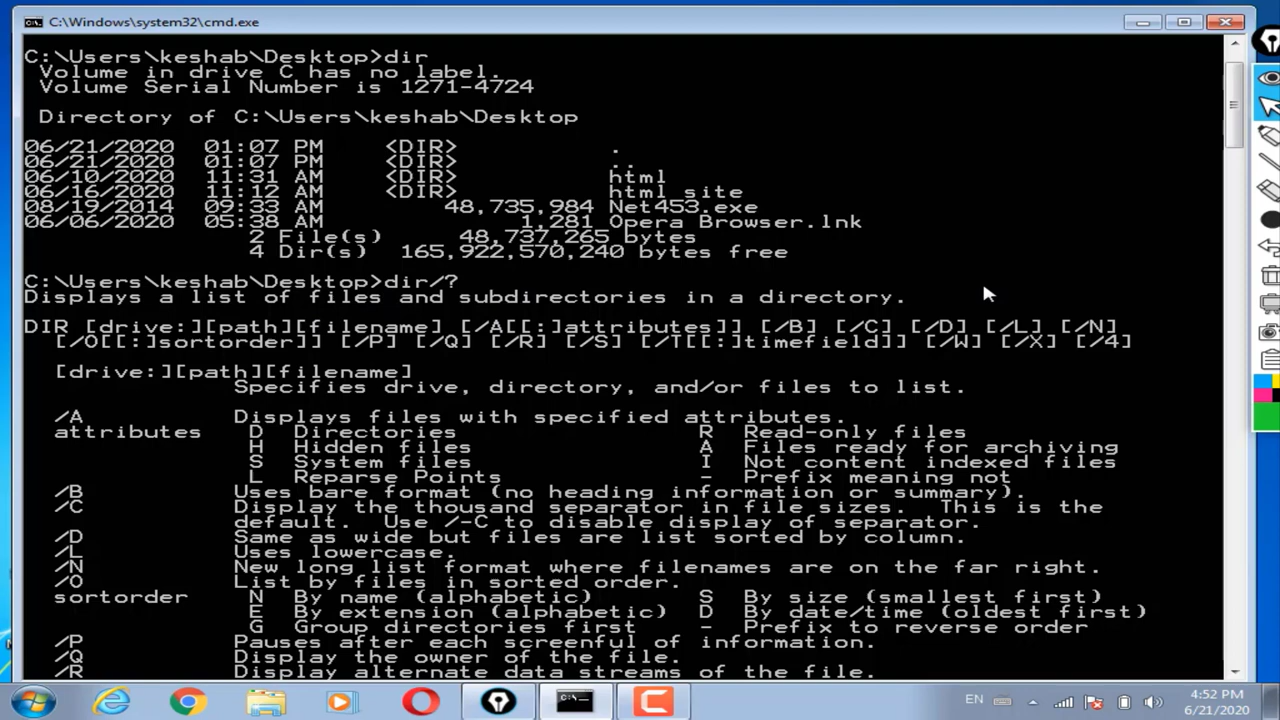 C:\Windows\system32\cmd.exe
C:\Users\keshab\Desktop>dir
Volume in drive C has no label.
Volume Serial Number is 1271-4724
Directory of C:\Users\keshab\Desktop
06/21/2020 01:07 PM <DIR> .
06/21/2020 01:07 PM <DIR> ..
06/10/2020 11:31 AM <DIR> html
06/16/2020 11:12 AM <DIR> html site
08/19/2014 09:33 AM 48,735,984 Net453.exe
06/06/2020 05:38 AM 1,281 Opera Browser.lnk
2 File(s) 48,737,265 bytes
4 Dir(s) 165,922,570,240 bytes free
C:\Users\keshab\Desktop>dir/?
Displays a list of files and subdirectories in a directory.
DIR [drive:][path][filename] [/A[[:]attributes]] [/B] [/C] [/D] [/L] [/N]
[/O[[:]sortorder]] [/P] [/Q] [/R] [/S] [/T[[:]timefield]] [/W] [/X] [/4]
[drive:][path][filename]
Specifies drive, directory, and/or files to list.
/A Displays files with specified attributes.
attributes D Directories R Read-only files
H Hidden files A Files ready for archiving
S System files I Not content indexed files
L Reparse Points - Prefix meaning not
/B Uses bare format (no heading information or summary).
/C Display the thousand separator in file sizes. This is the
default. Use /-C to disable display of separator.
/D Same as wide but files are list sorted by column.
/L Uses lowercase.
/N New long list format where filenames are on the far right.
/O List by files in sorted order.
sortorder N By name (alphabetic) S By size (smallest first)
E By extension (alphabetic) D By date/time (oldest first)
G Group directories first - Prefix to reverse order
/P Pauses after each screenful of information.
/Q Display the owner of the file.
/R Display alternate data streams of the file.
EN
4:52 PM
6/21/2020